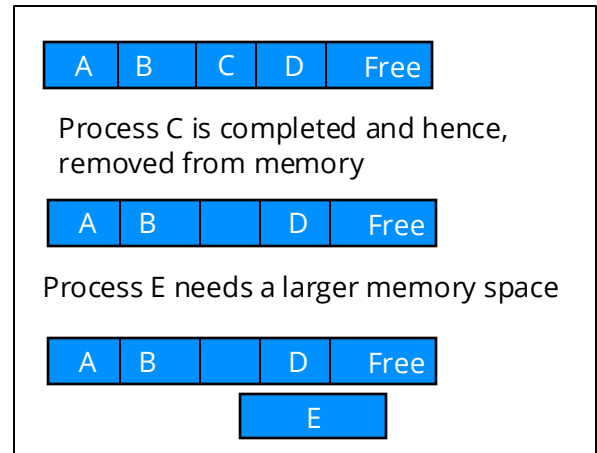 A B C D Free
Process C is completed and hence,
removed from memory
A B D Free
Process E needs a larger memory space
A B D Free
E